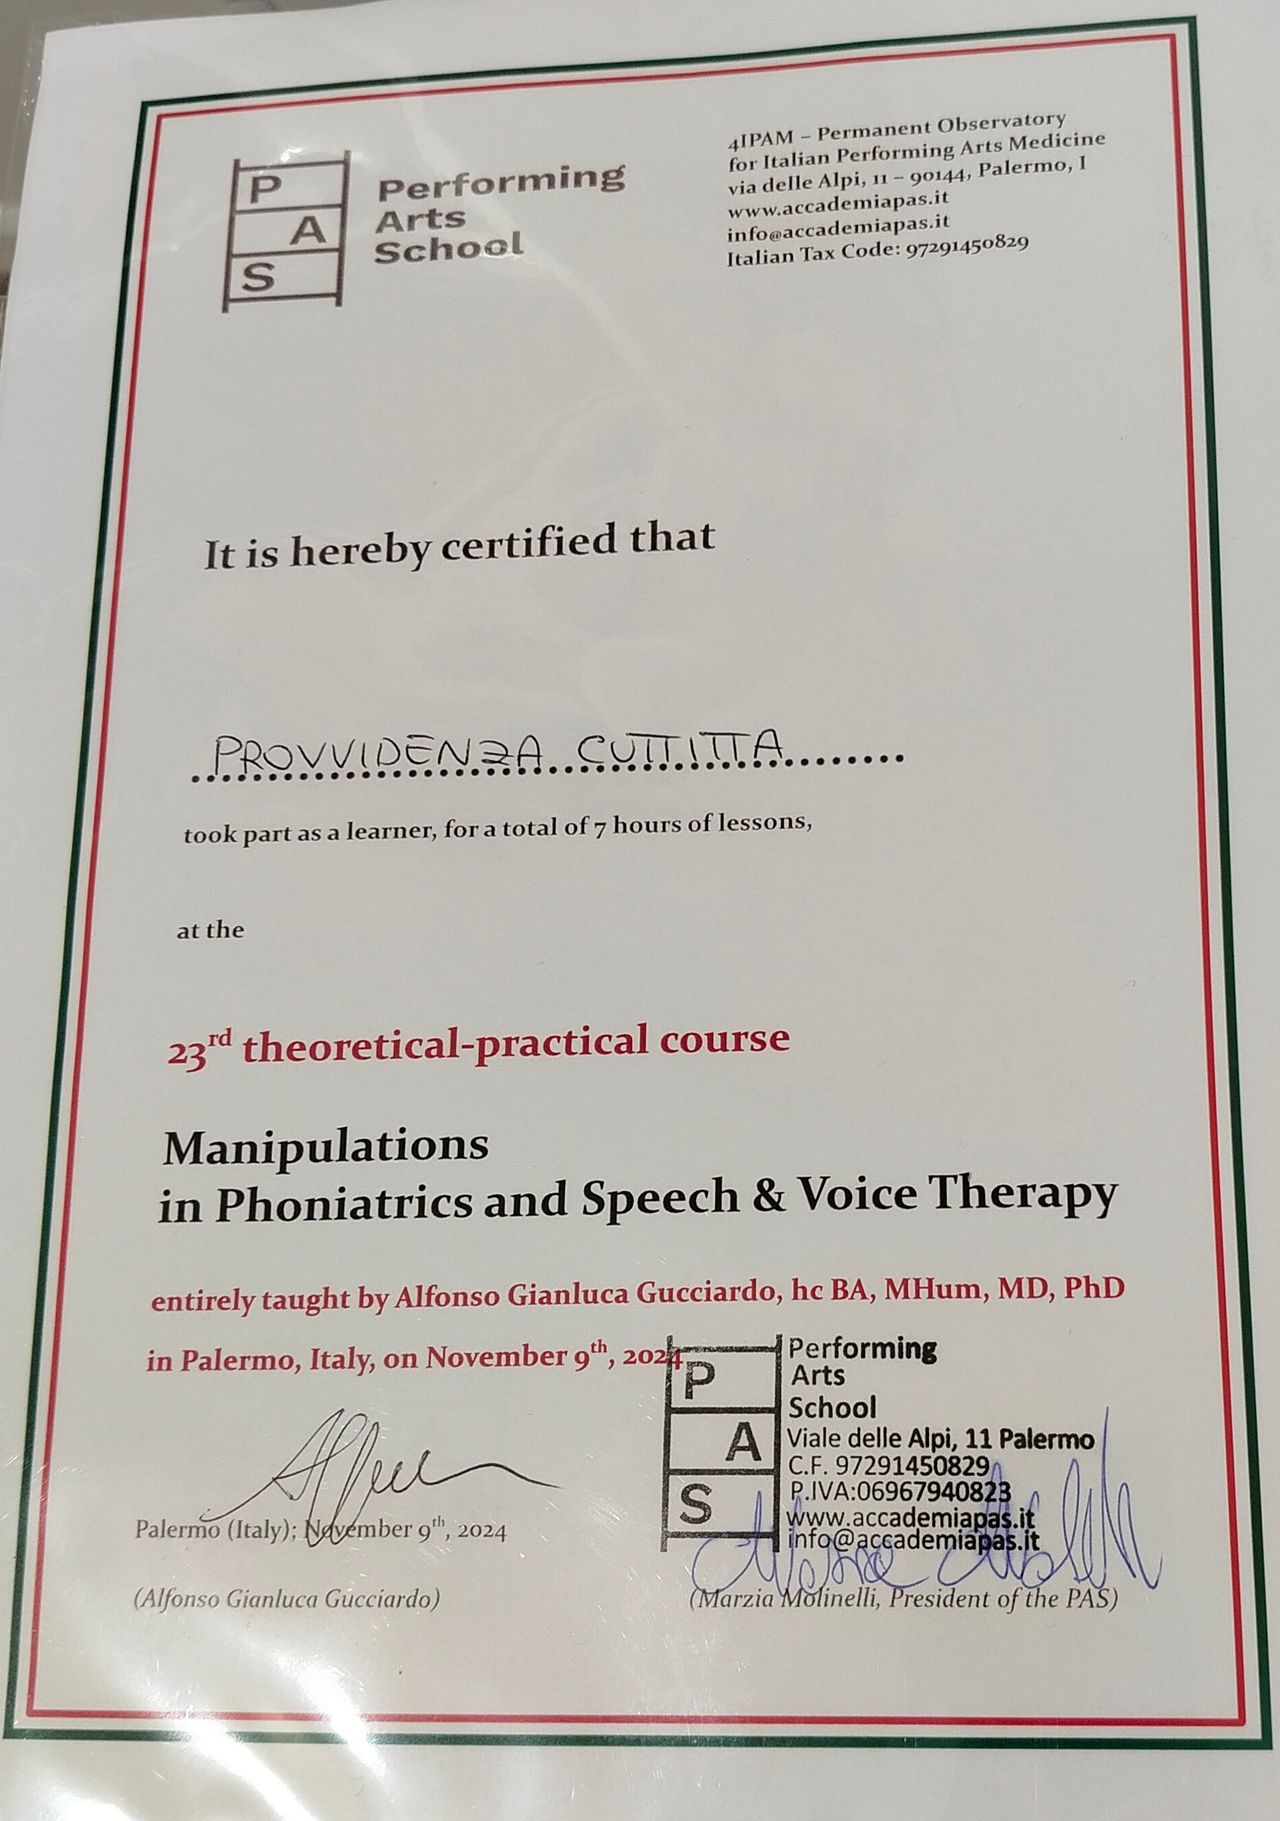 P
A
S
Performing
Arts
School
4IPAM – Permanent Observatory
for Italian Performing Arts Medicine
via delle Alpi, 11 – 90144, Palermo, I
www.accademiapas.it
info@accademiapas.it
Italian Tax Code: 97291450829
It is hereby certified that
PROVVIDENZA CUTTITTA
took part as a learner, for a total of 7 hours of lessons,
at the
23rd theoretical-practical course
Manipulations
in Phoniatrics and Speech & Voice Therapy
entirely taught by Alfonso Gianluca Gucciardo, hc BA, MHum, MD, PhD
in Palermo, Italy, on November 9th, 2024
P
A
S
Performing
Arts
School
Viale delle Alpi, 11 Palermo
C.F. 97291450829
P.IVA:06967940823
www.accademiapas.it
info@accademiapas.it
Palermo (Italy); November 9th, 2024
(Alfonso Gianluca Gucciardo)
(Marzia Molinelli, President of the PAS)